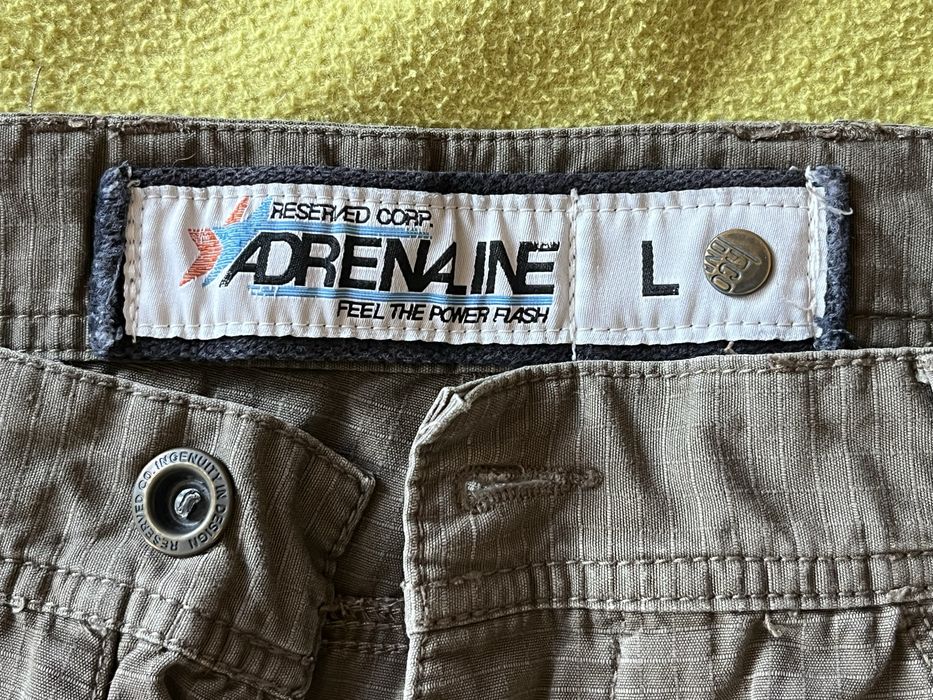 RESERVED CORP.
ADRENALINE
FEEL THE POWER FLASH
L
RESERVED CO. INGENUITY IN DESIGN